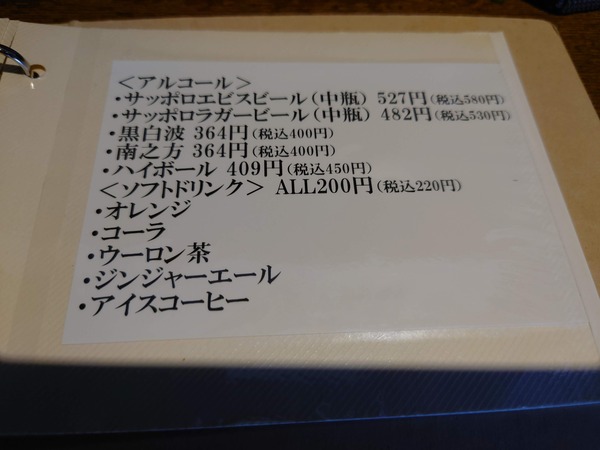 ＜アルコール＞
・サッポロエビスビール（中瓶） 527円（税込580円）
・サッポロラガービール（中瓶） 482円（税込530円）
・黒白波 364円（税込400円）
・南之方 364円（税込400円）
・ハイボール 409円（税込450円）
＜ソフトドリンク＞ ALL200円（税込220円）
・オレンジ
・コーラ
・ウーロン茶
・ジンジャーエール
・アイスコーヒー